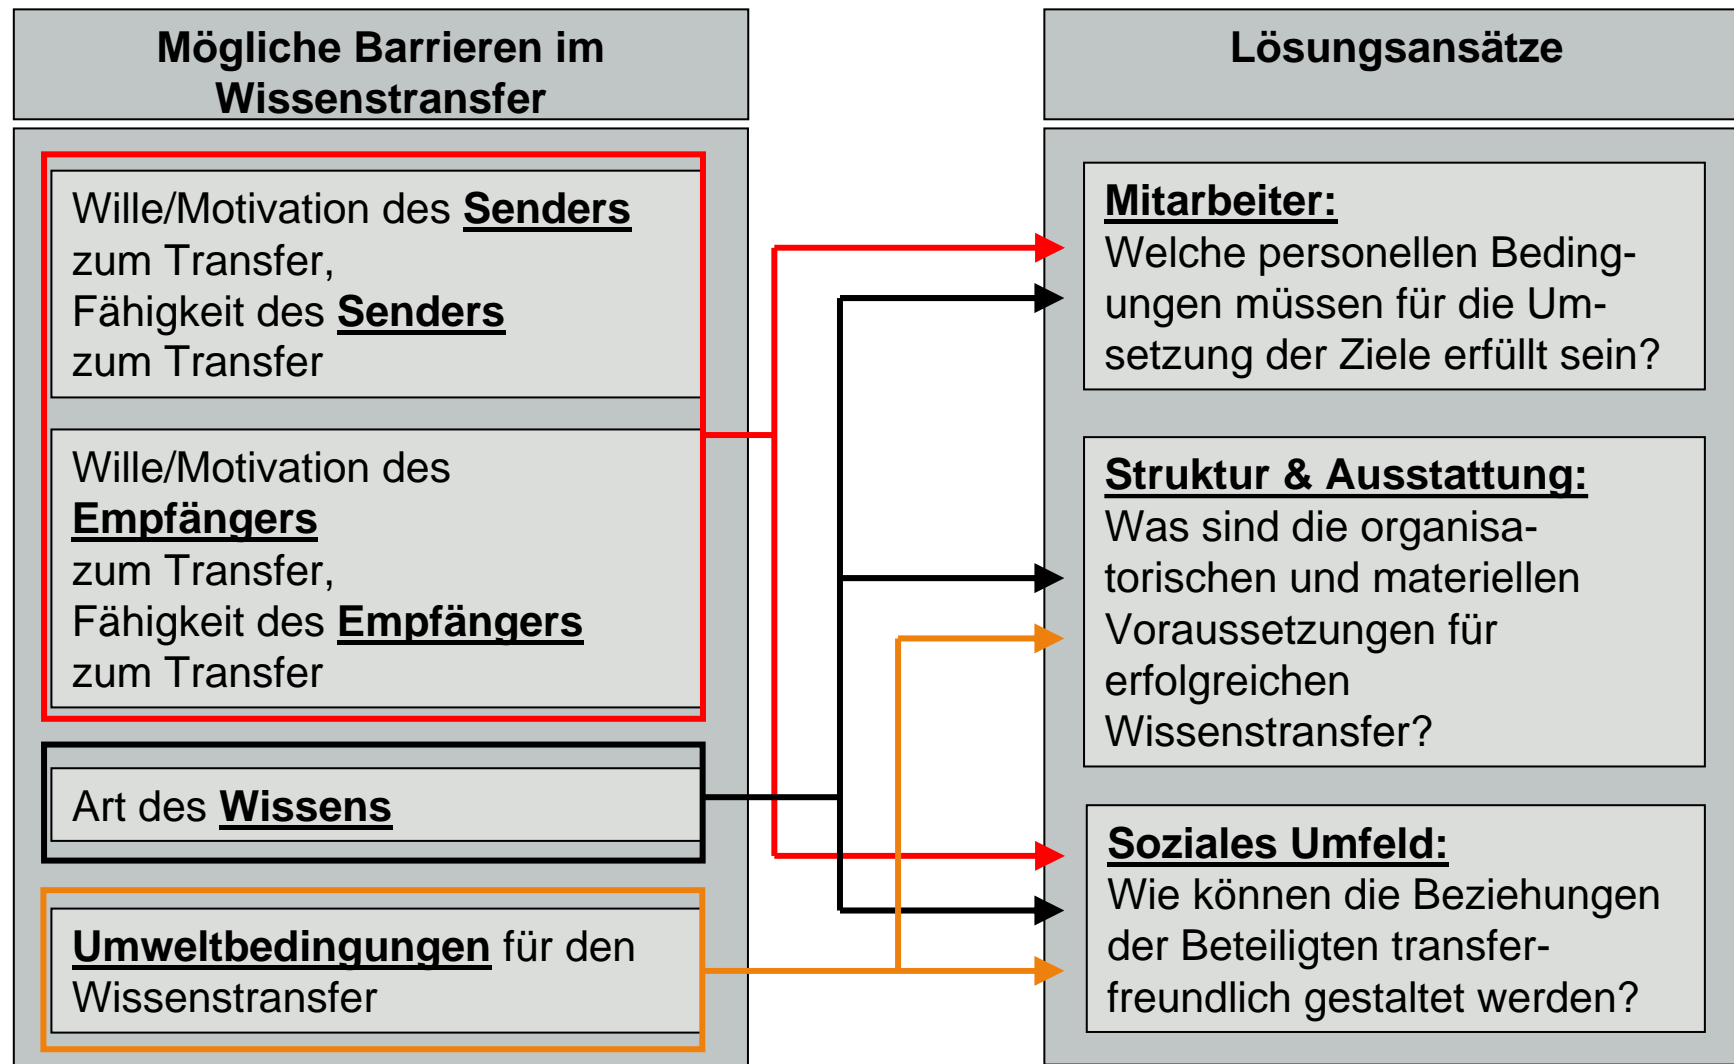 Mögliche Barrieren im
Wissenstransfer
Wille/Motivation des Senders
zum Transfer,
Fähigkeit des Senders
zum Transfer
Wille/Motivation des
Empfängers
zum Transfer,
Fähigkeit des Empfängers
zum Transfer
Art des Wissens
Umweltbedingungen für den
Wissenstransfer
Lösungsansätze
Mitarbeiter:
Welche personellen Beding-
ungen müssen für die Um-
setzung der Ziele erfüllt sein?
Struktur & Ausstattung:
Was sind die organisa-
torischen und materiellen
Voraussetzungen für
erfolgreichen
Wissenstransfer?
Soziales Umfeld:
Wie können die Beziehungen
der Beteiligten transfer-
freundlich gestaltet werden?